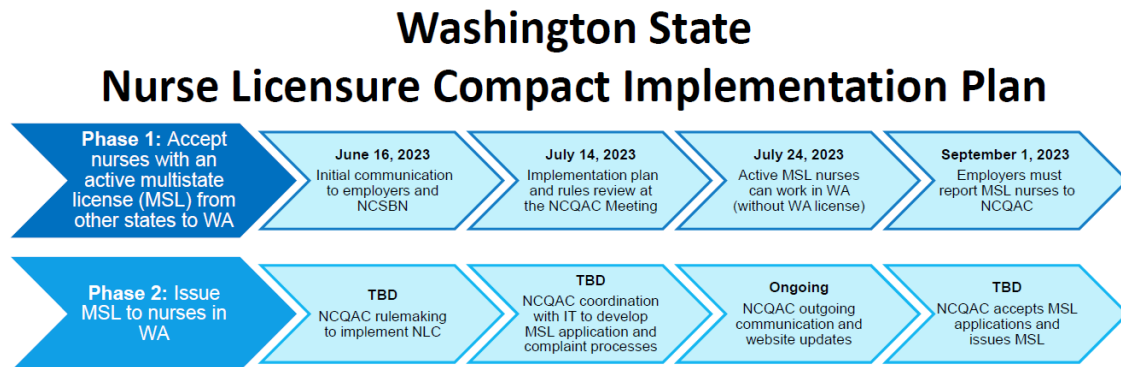 Washington State
Nurse Licensure Compact Implementation Plan
Phase 1: Accept
nurses with an
active multistate
license (MSL) from
other states to WA
June 16, 2023
Initial communication
to employers and
NCSBN
July 14, 2023
Implementation plan
and rules review at
the NCQAC Meeting
July 24, 2023
Active MSL nurses
can work in WA
(without WA license)
September 1, 2023
Employers must
report MSL nurses to
NCQAC
Phase 2: Issue
MSL to nurses in
WA
TBD
NCQAC rulemaking
to implement NLC
TBD
NCQAC coordination
with IT to develop
MSL application and
complaint processes
Ongoing
NCQAC outgoing
communication and
website updates
TBD
NCQAC accepts MSL
applications and
issues MSL